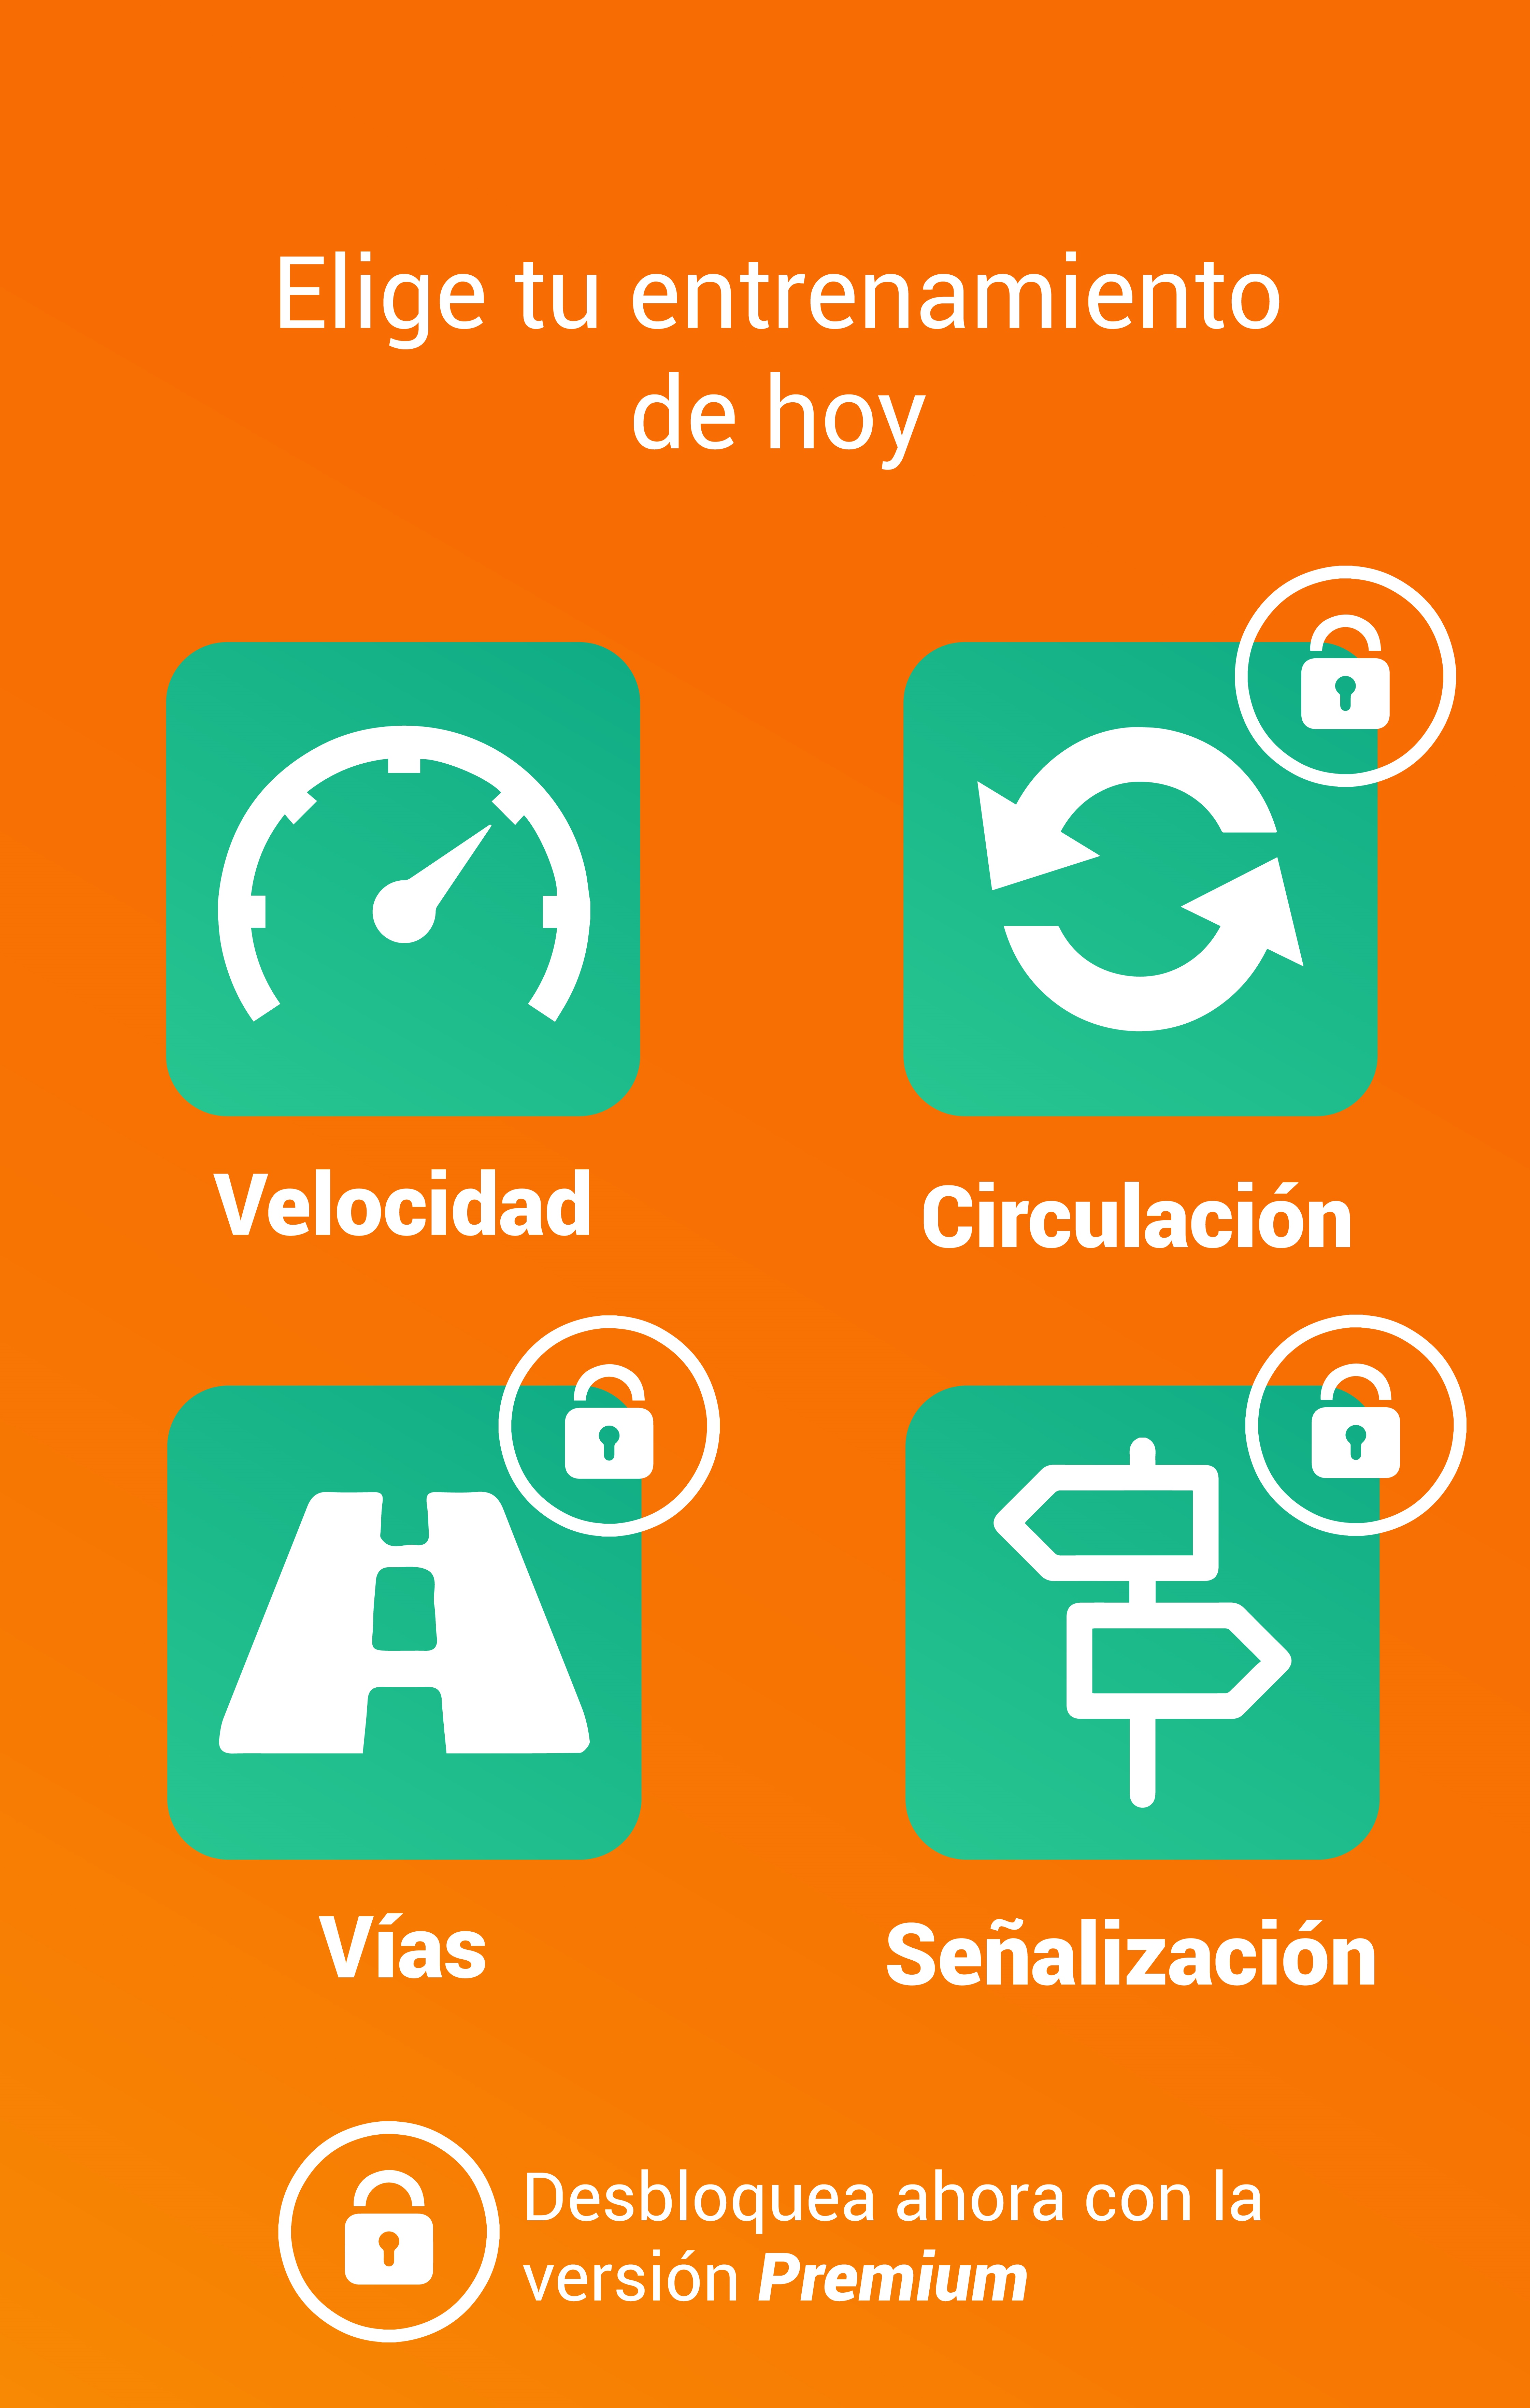 Elige tu entrenamiento
de hoy
Velocidad
Circulación
Vías
Señalización
Desbloquea ahora con la
versión Premium